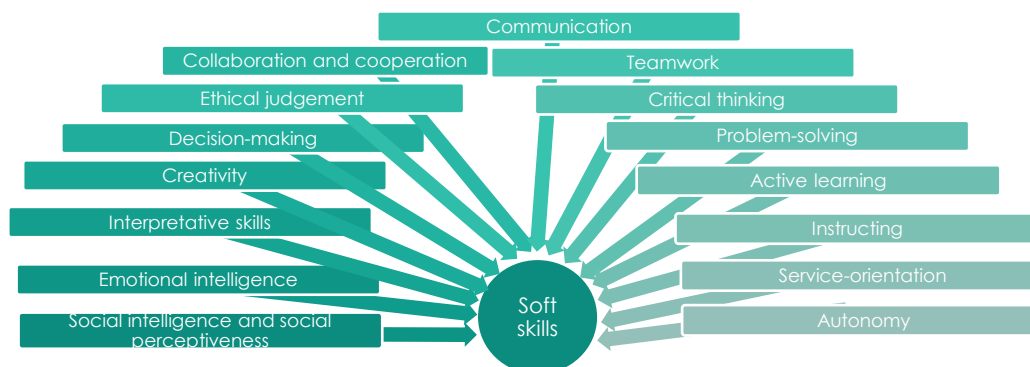 Communication
Collaboration and cooperation
Teamwork
Ethical judgement
Critical thinking
Decision-making
Problem-solving
Creativity
Active learning
Interpretative skills
Instructing
Emotional intelligence
Service-orientation
Social intelligence and social
perceptiveness
Autonomy
Soft
skills